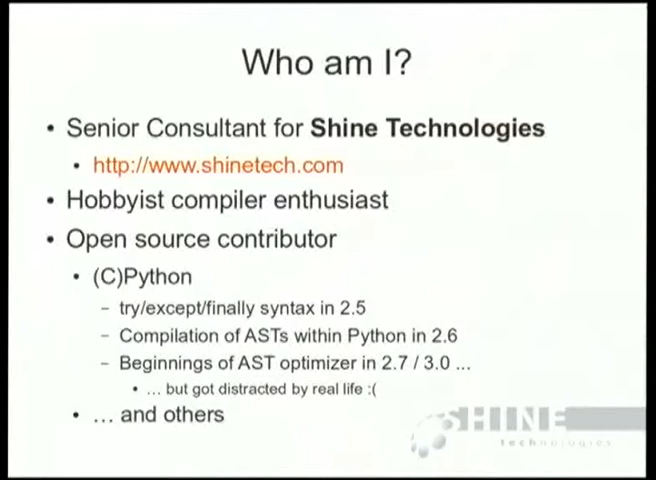 Who am I?
• Senior Consultant for Shine Technologies
• http://www.shinetech.com
• Hobbyist compiler enthusiast
• Open source contributor
• (C)Python
– try/except/finally syntax in 2.5
– Compilation of ASTs within Python in 2.6
– Beginnings of AST optimizer in 2.7 / 3.0 ...
• ... but got distracted by real life :(
• ... and others
SHINE
technologies